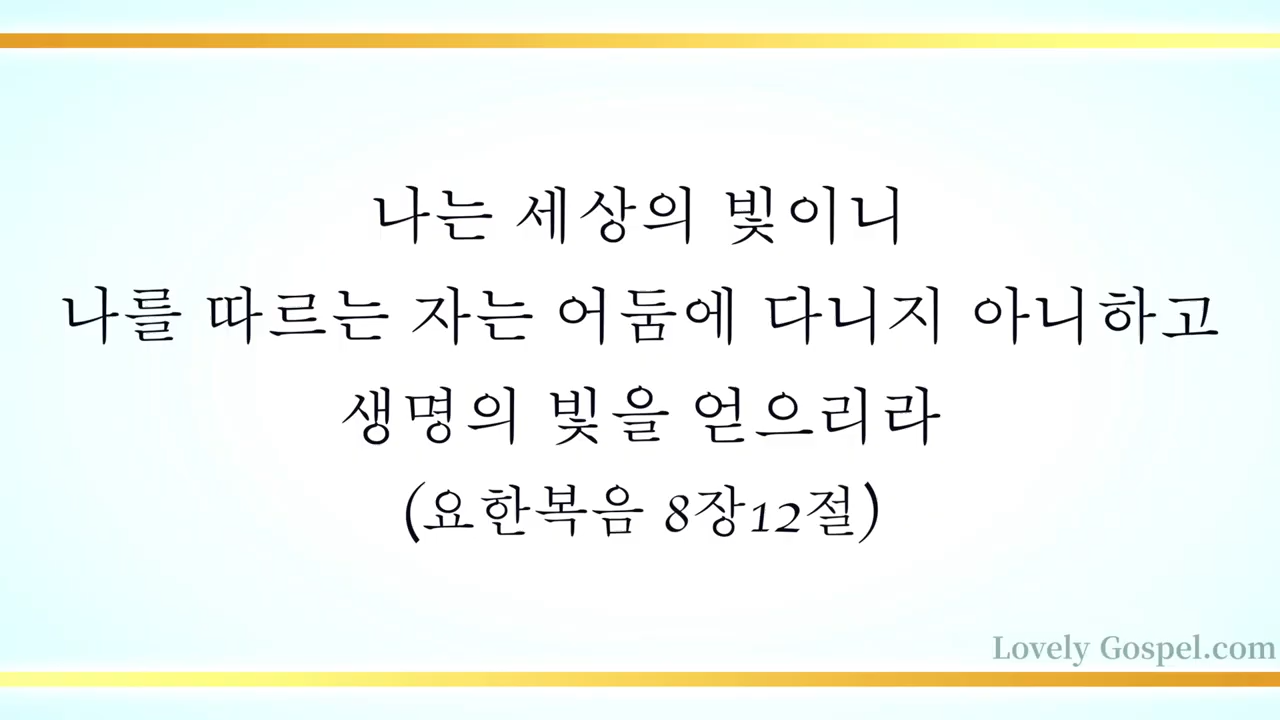 나는 세상의 빛이니
나를 따르는 자는 어둠에 다니지 아니하고
생명의 빛을 얻으리라
(요한복음 8장12절)
Lovely Gospel.com